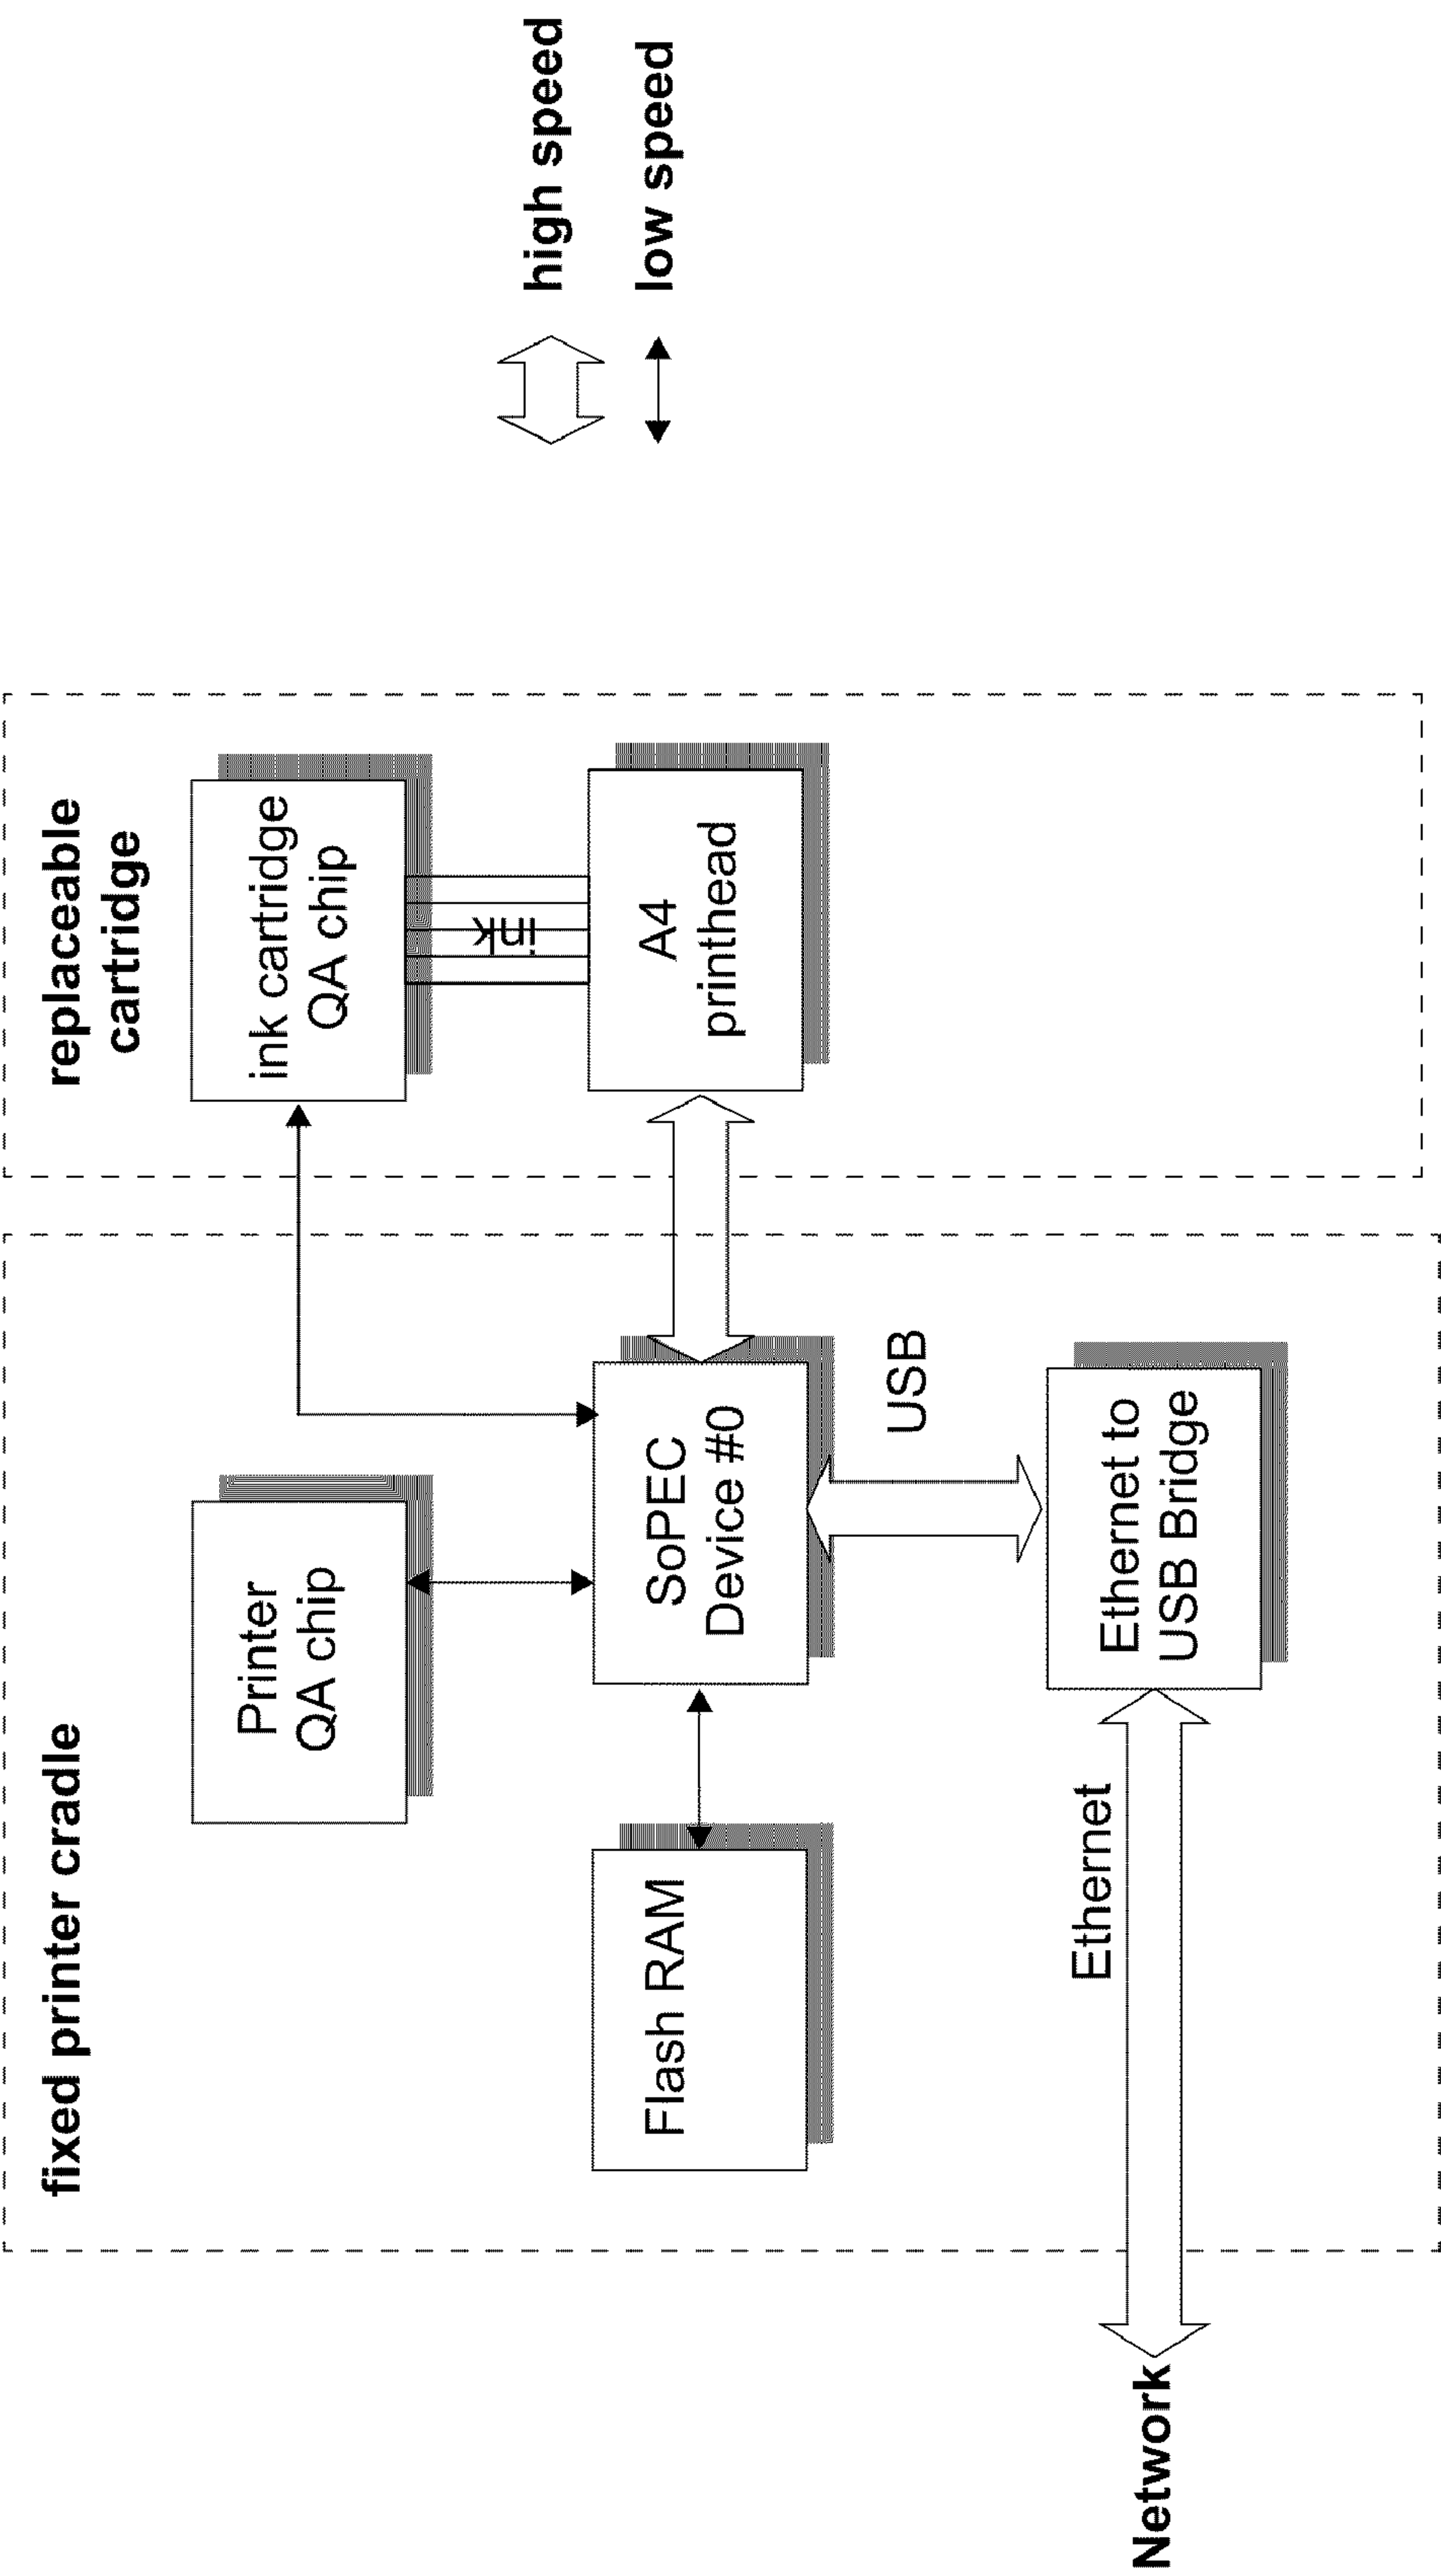 fixed printer cradle
replaceable
cartridge
Printer
QA chip
ink cartridge
QA chip
ink
Flash RAM
SoPEC
Device #0
A4
printhead
high speed
low speed
USB
Ethernet
Ethernet to
USB Bridge
Network